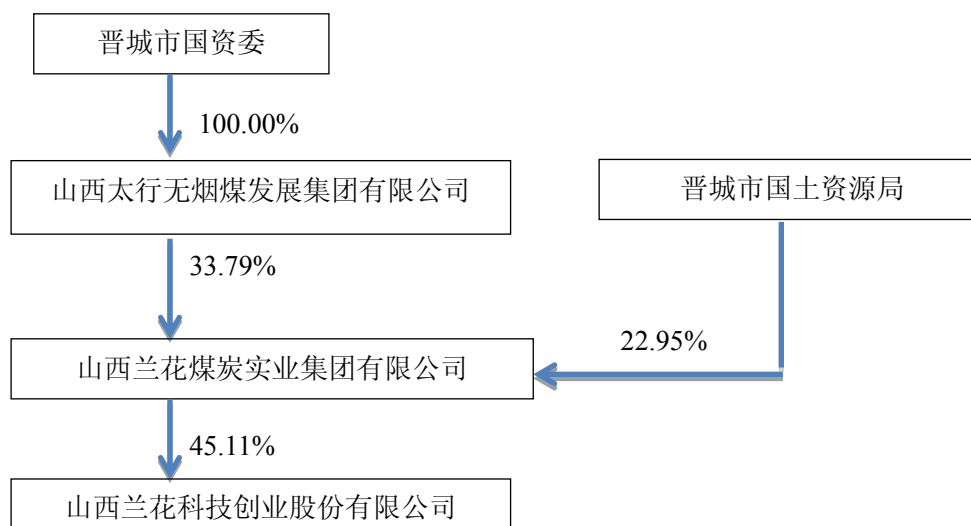 晋城市国资委
100.00%
山西太行无烟煤发展集团有限公司
晋城市国土资源局
33.79%
22.95%
山西兰花煤炭实业集团有限公司
45.11%
山西兰花科技创业股份有限公司